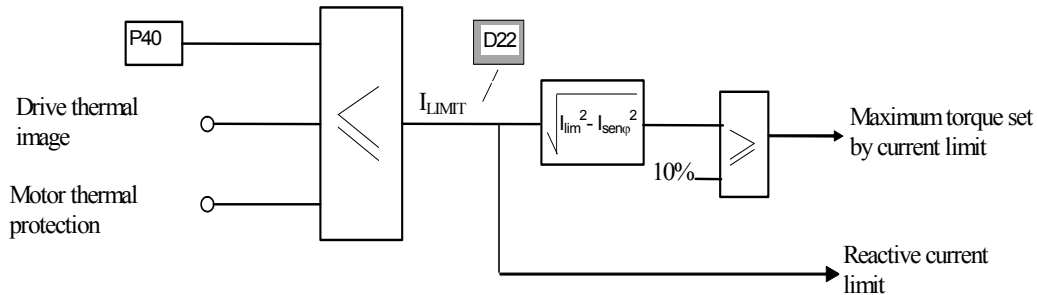 P40
D22
Drive thermal
image
Motor thermal
protection
I_LIMIT
√I_lim² - I_senφ²
10%
Maximum torque set
by current limit
Reactive current
limit